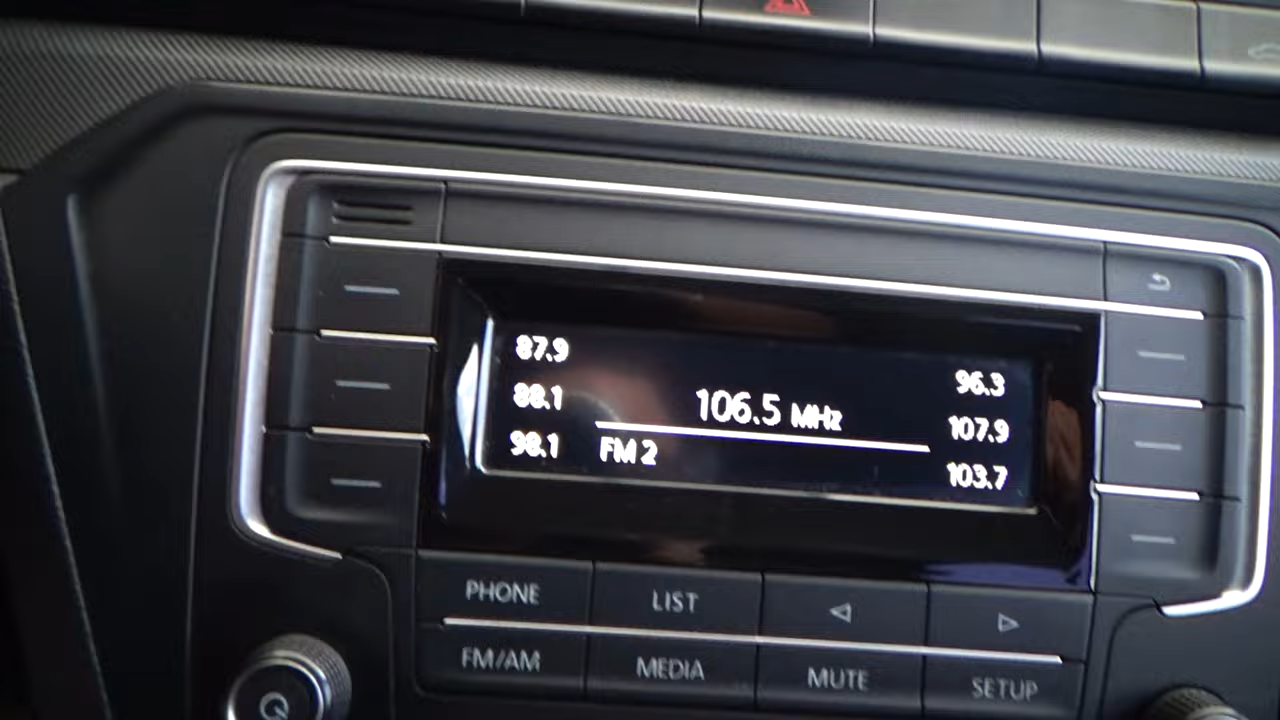 87.9
88.1
98.1
106.5 MHz
FM 2
96.3
107.9
103.7
PHONE
LIST
FM/AM
MEDIA
MUTE
SETUP